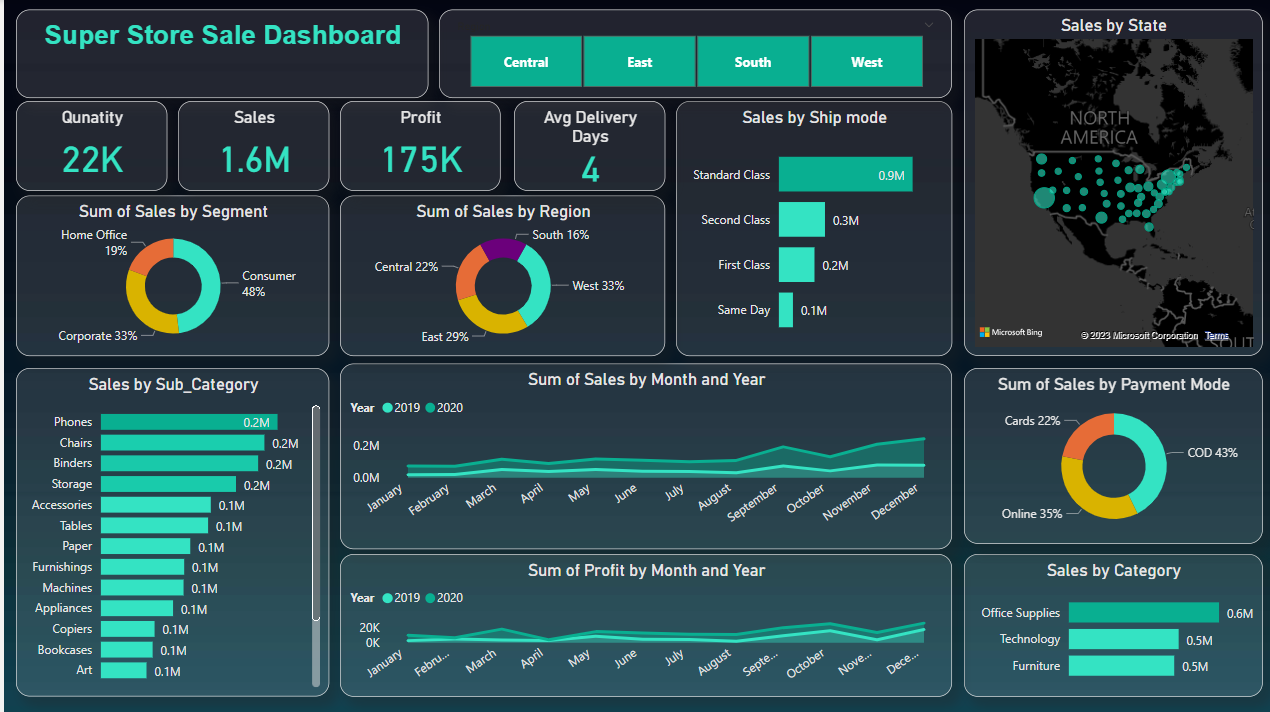 Super Store Sale Dashboard
Central
East
South
West
Sales by State
NORTH
AMERICA
Microsoft Bing
© 2023 Microsoft Corporation Terms
Qunatity
22K
Sales
1.6M
Profit
175K
Avg Delivery
Days
4
Sales by Ship mode
Standard Class 0.9M
Second Class 0.3M
First Class 0.2M
Same Day 0.1M
Sum of Sales by Segment
Home Office
19%
Consumer
48%
Corporate 33%
Sum of Sales by Region
South 16%
Central 22%
West 33%
East 29%
Sales by Sub_Category
Phones 0.2M
Chairs 0.2M
Binders 0.2M
Storage 0.2M
Accessories 0.1M
Tables 0.1M
Paper 0.1M
Furnishings 0.1M
Machines 0.1M
Appliances 0.1M
Copiers 0.1M
Bookcases 0.1M
Art 0.1M
Sum of Sales by Month and Year
Year 2019 2020
0.2M
0.0M
January February March April May June July August September October November December
Sum of Profit by Month and Year
Year 2019 2020
20K
0K
January Febru... March April May June July August Septe... October Nove... Dece...
Sum of Sales by Payment Mode
Cards 22%
COD 43%
Online 35%
Sales by Category
Office Supplies 0.6M
Technology 0.5M
Furniture 0.5M